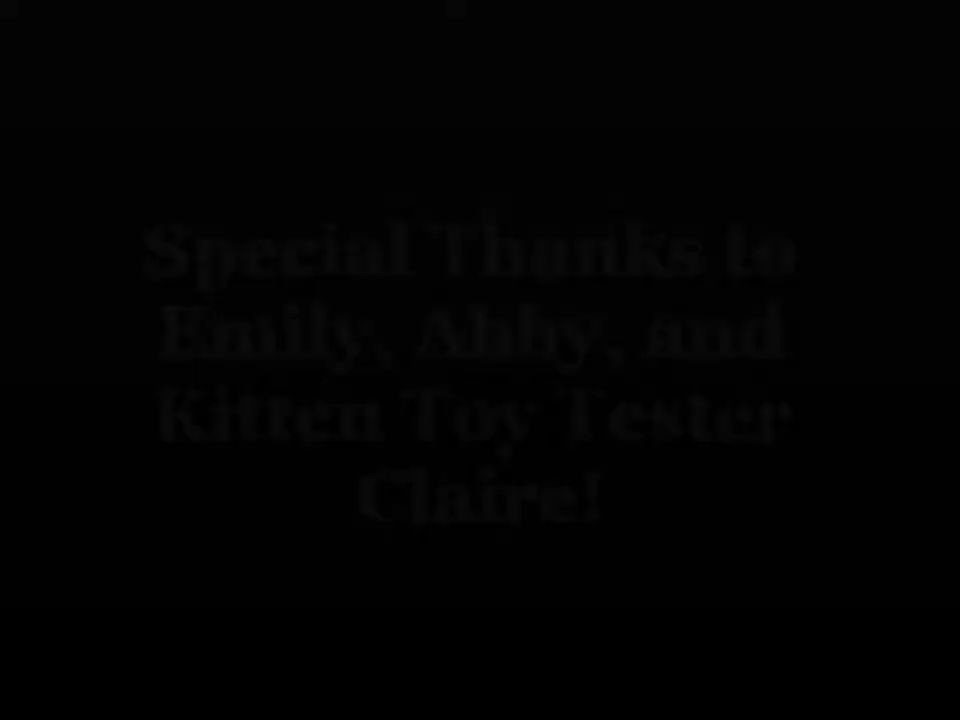 Special Thanks to
Emily, Abby, and
Kitten Toy Tester
Claire!